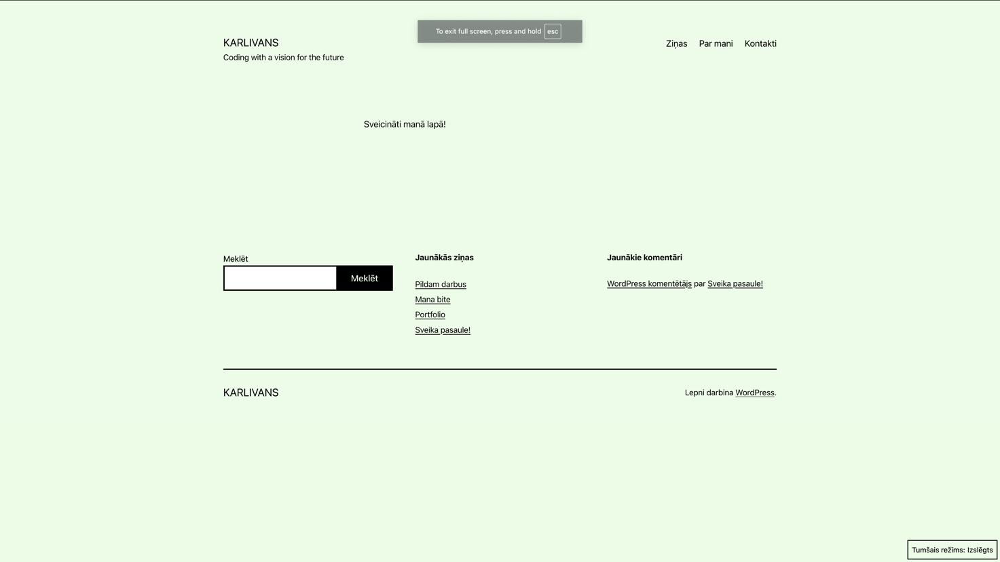 To exit full screen, press and hold esc
KARLIVANS
Coding with a vision for the future
Ziņas Par mani Kontakti
Sveicināti manā lapā!
Meklēt
Meklēt
Jaunākās ziņas
Pildam darbus
Mana bite
Portfolio
Sveika pasaule!
Jaunākie komentāri
WordPress komentētājs par Sveika pasaule!
KARLIVANS
Lepni darbina WordPress.
Tumšais režīms: Izslēgts